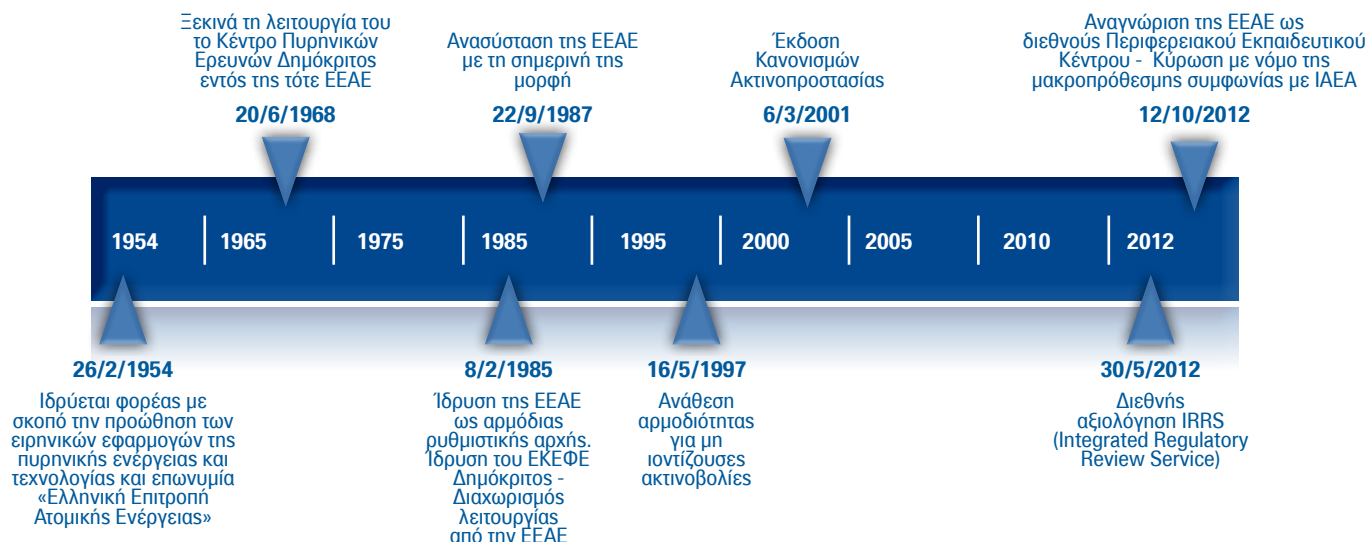 Ξεκινά τη λειτουργία του
το Κέντρο Πυρηνικών
Ερευνών Δημόκριτος
εντός της τότε ΕΕΑΕ
20/6/1968
Ανασύσταση της ΕΕΑΕ
με τη σημερινή της
μορφή
22/9/1987
Έκδοση
Κανονισμών
Ακτινοπροστασίας
6/3/2001
Αναγνώριση της ΕΕΑΕ ως
διεθνούς Περιφερειακού Εκπαιδευτικού
Κέντρου - Κύρωση με νόμο της
μακροπρόθεσμης συμφωνίας με ΙΑΕΑ
12/10/2012
1954
1965
1975
1985
1995
2000
2005
2010
2012
26/2/1954
Ιδρύεται φορέας με
σκοπό την προώθηση των
ειρηνικών εφαρμογών της
πυρηνικής ενέργειας και
τεχνολογίας και επωνυμία
«Ελληνική Επιτροπή
Ατομικής Ενέργειας»
8/2/1985
Ίδρυση της ΕΕΑΕ
ως αρμόδιας
ρυθμιστικής αρχής.
Ίδρυση του ΕΚΕΦΕ
Δημόκριτος -
Διαχωρισμός
λειτουργίας
από την ΕΕΑΕ
16/5/1997
Ανάθεση
αρμοδιότητας
για μη
ιοντίζουσες
ακτινοβολίες
30/5/2012
Διεθνής
αξιολόγηση IRRS
(Integrated Regulatory
Review Service)